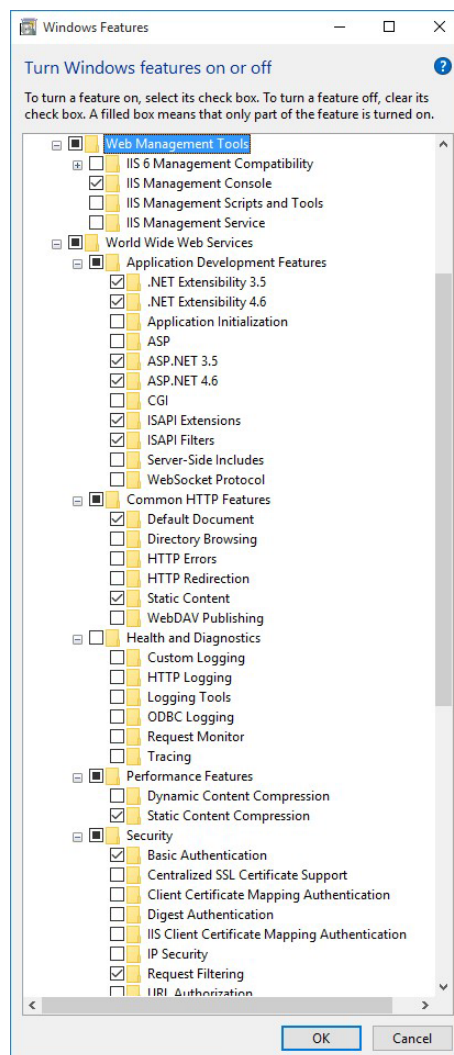 Windows Features
Turn Windows features on or off
To turn a feature on, select its check box. To turn a feature off, clear its
check box. A filled box means that only part of the feature is turned on.
Web Management Tools
IIS 6 Management Compatibility
IIS Management Console
IIS Management Scripts and Tools
IIS Management Service
World Wide Web Services
Application Development Features
.NET Extensibility 3.5
.NET Extensibility 4.6
Application Initialization
ASP
ASP.NET 3.5
ASP.NET 4.6
CGI
ISAPI Extensions
ISAPI Filters
Server-Side Includes
WebSocket Protocol
Common HTTP Features
Default Document
Directory Browsing
HTTP Errors
HTTP Redirection
Static Content
WebDAV Publishing
Health and Diagnostics
Custom Logging
HTTP Logging
Logging Tools
ODBC Logging
Request Monitor
Tracing
Performance Features
Dynamic Content Compression
Static Content Compression
Security
Basic Authentication
Centralized SSL Certificate Support
Client Certificate Mapping Authentication
Digest Authentication
IIS Client Certificate Mapping Authentication
IP Security
Request Filtering
URL Authorization
OK
Cancel